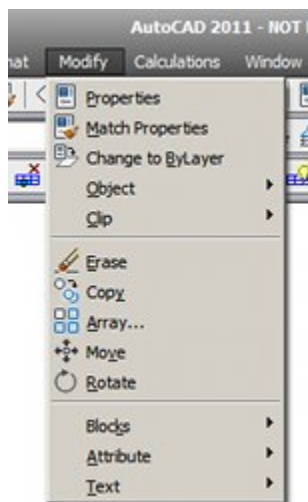 AutoCAD 2011 - NOT
Modify Calculations Window
Properties
Match Properties
Change to ByLayer
Object
Clip
Erase
Copy
Array...
Move
Rotate
Blocks
Attribute
Text